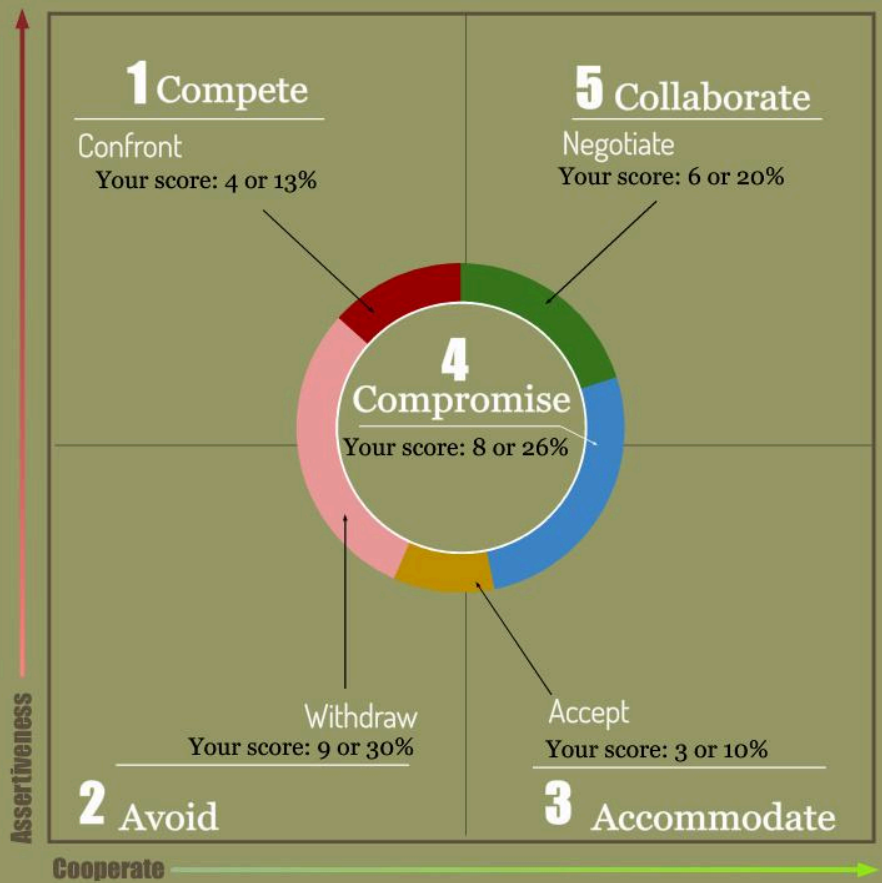 1 Compete
Confront
Your score: 4 or 13%
5 Collaborate
Negotiate
Your score: 6 or 20%
4
Compromise
Your score: 8 or 26%
Withdraw
Your score: 9 or 30%
2 Avoid
Accept
Your score: 3 or 10%
3 Accommodate
Assertiveness
Cooperate